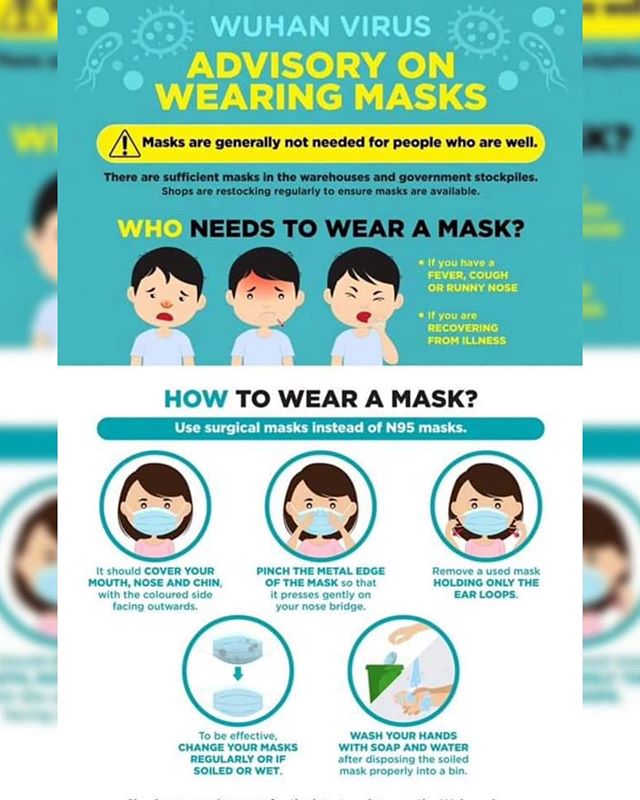 WUHAN VIRUS
ADVISORY ON
WEARING MASKS
Masks are generally not needed for people who are well.
There are sufficient masks in the warehouses and government stockpiles.
Shops are restocking regularly to ensure masks are available.
WHO NEEDS TO WEAR A MASK?
• If you have a
FEVER, COUGH
OR RUNNY NOSE
• If you are
RECOVERING
FROM ILLNESS
HOW TO WEAR A MASK?
Use surgical masks instead of N95 masks.
It should COVER YOUR
MOUTH, NOSE AND CHIN,
with the coloured side
facing outwards.
PINCH THE METAL EDGE
OF THE MASK so that
it presses gently on
your nose bridge.
Remove a used mask
HOLDING ONLY THE
EAR LOOPS.
To be effective,
CHANGE YOUR MASKS
REGULARLY OR IF
SOILED OR WET.
WASH YOUR HANDS
WITH SOAP AND WATER
after disposing the soiled
mask properly into a bin.